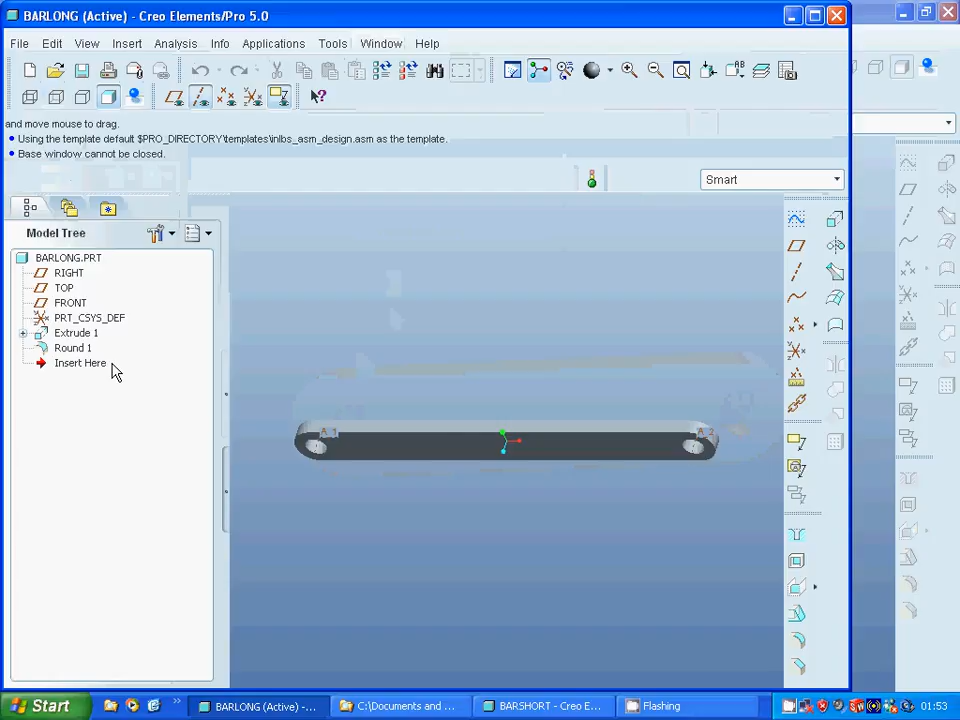 BARLONG (Active) - Creo Elements/Pro 5.0
File Edit View Insert Analysis Info Applications Tools Window Help
and move mouse to drag.
• Using the template default $PRO_DIRECTORY\templates\inlbs_asm_design.asm as the template.
• Base window cannot be closed.
Smart
Model Tree
BARLONG.PRT
RIGHT
TOP
FRONT
PRT_CSYS_DEF
Extrude 1
Round 1
Insert Here
A_1
A_2
Start
BARLONG (Active) -...
C:\Documents and ...
BARSHORT - Creo E...
Flashing
01:53